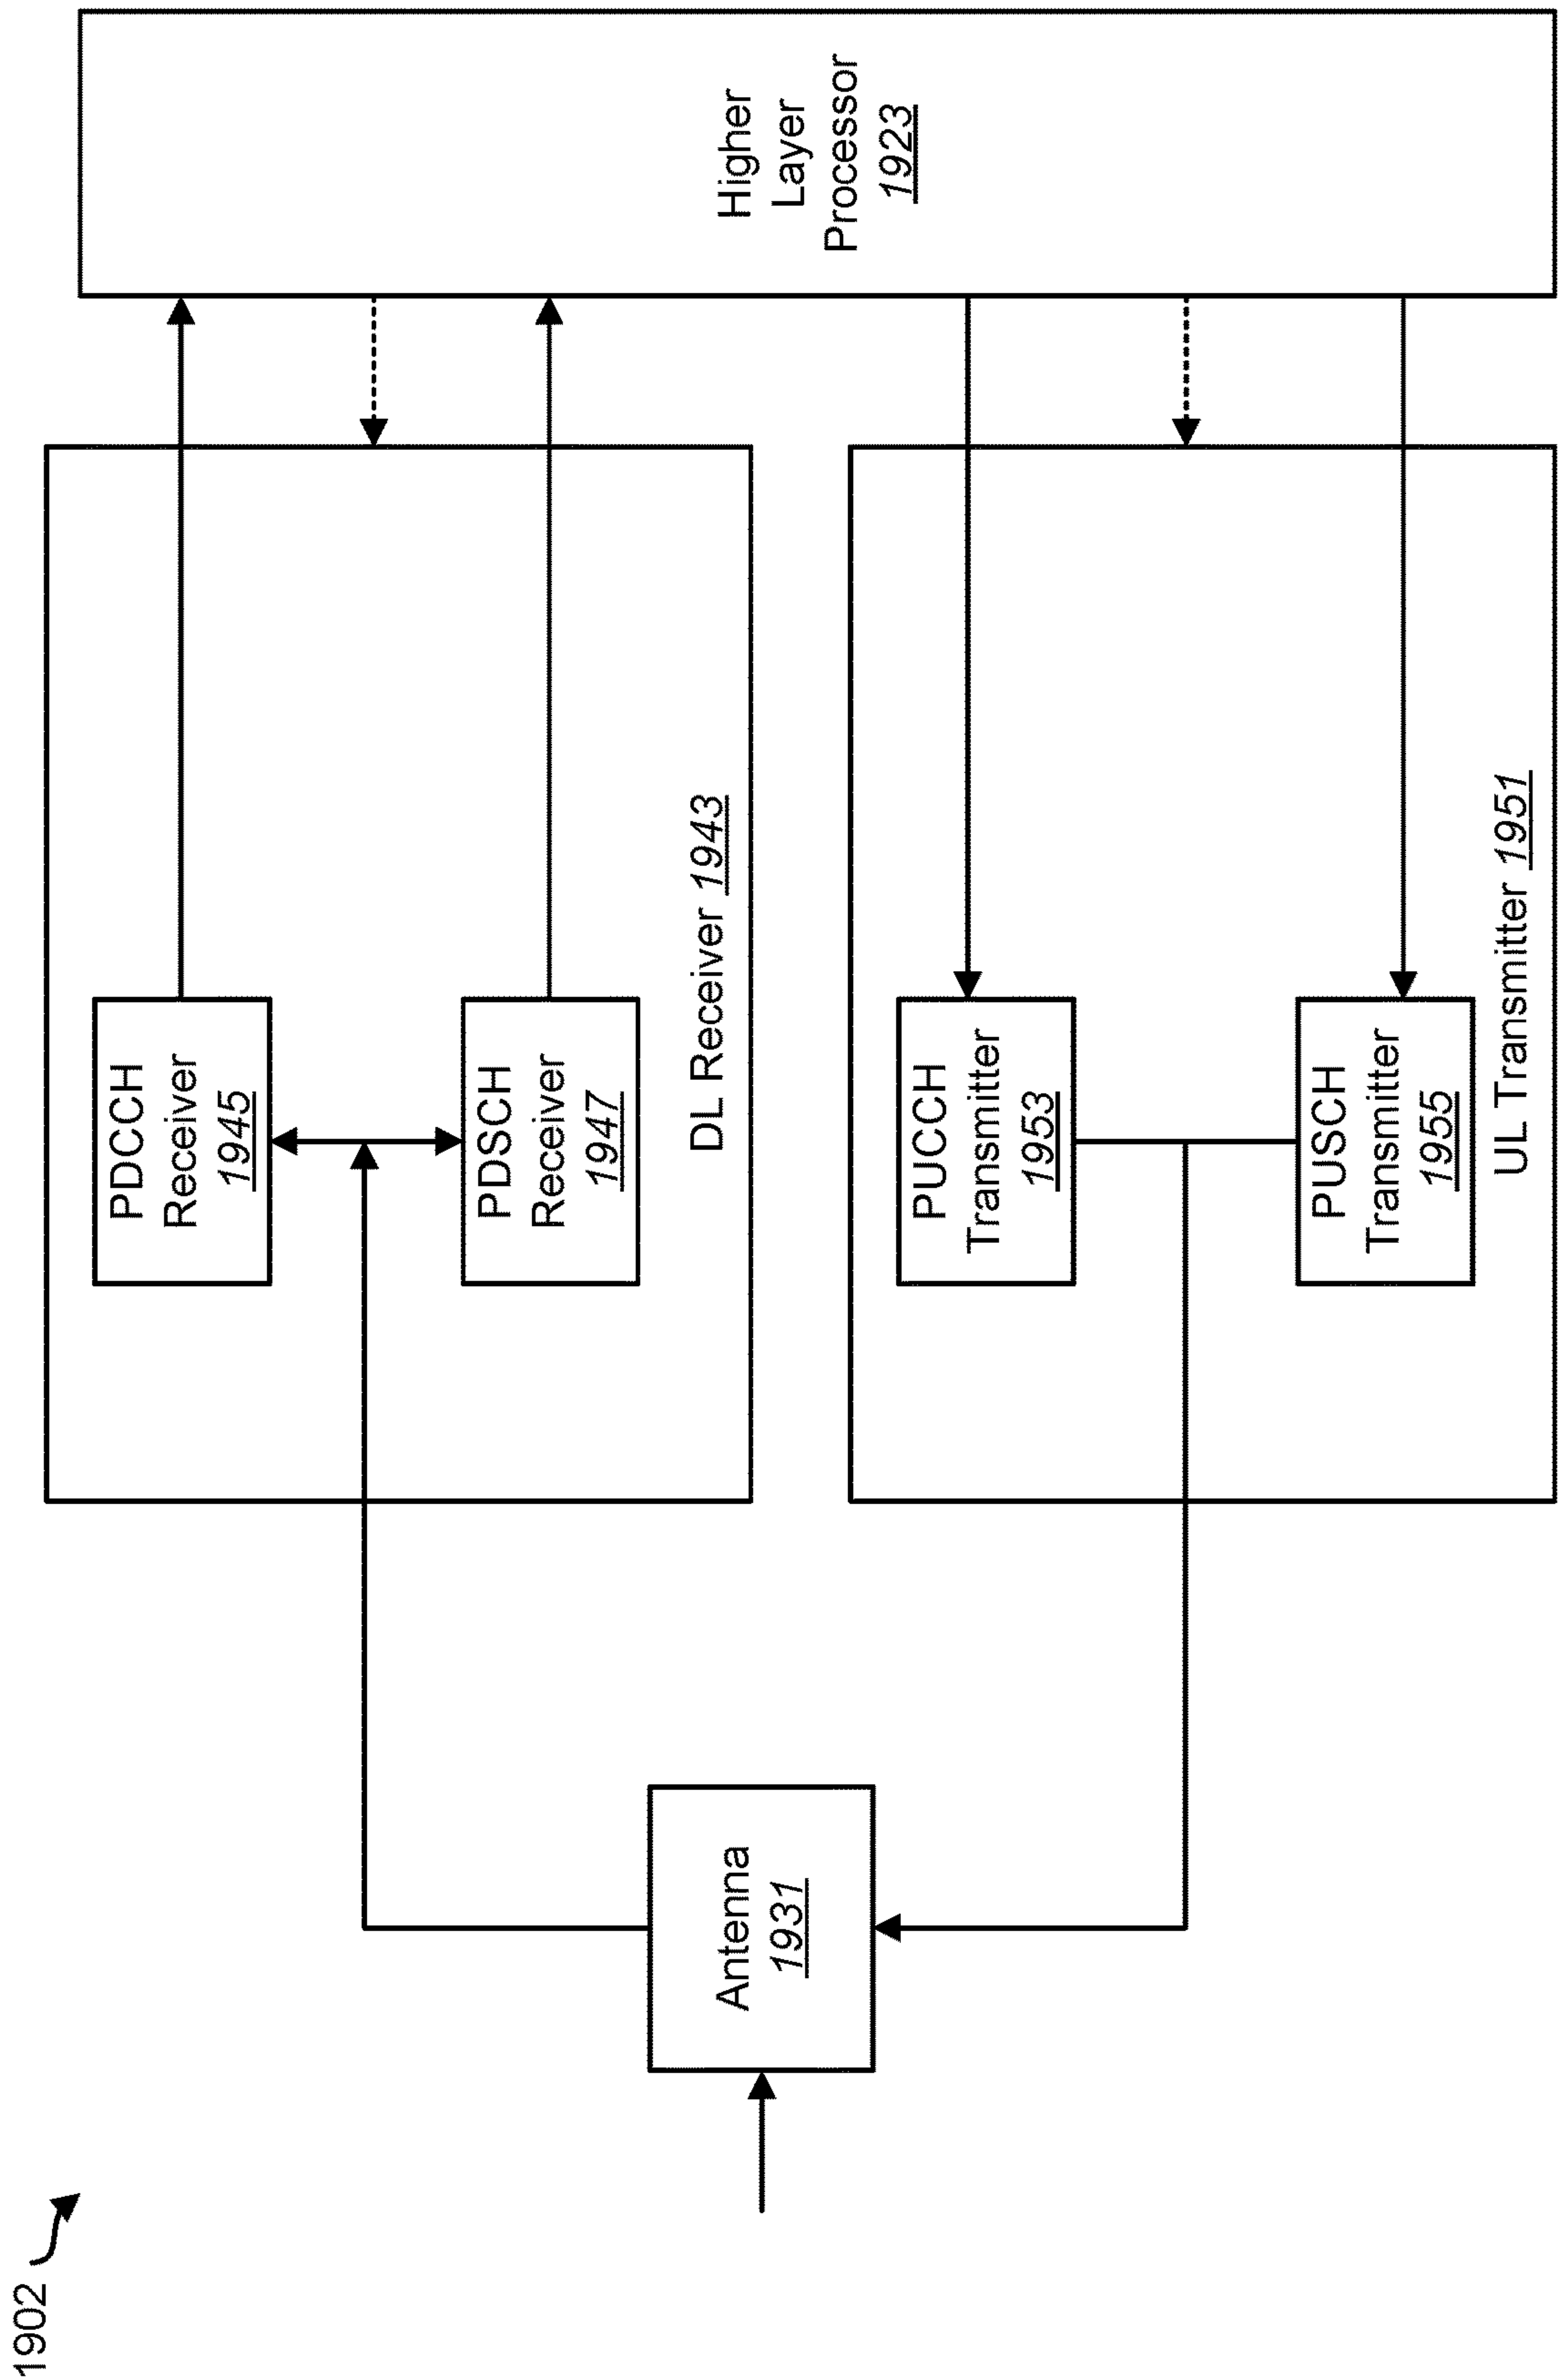 1902
Antenna
1931
PDCCH
Receiver
1945
PDSCH
Receiver
1947
DL Receiver 1943
PUCCH
Transmitter
1953
PUSCH
Transmitter
1955
UL Transmitter 1951
Higher
Layer
Processor
1923